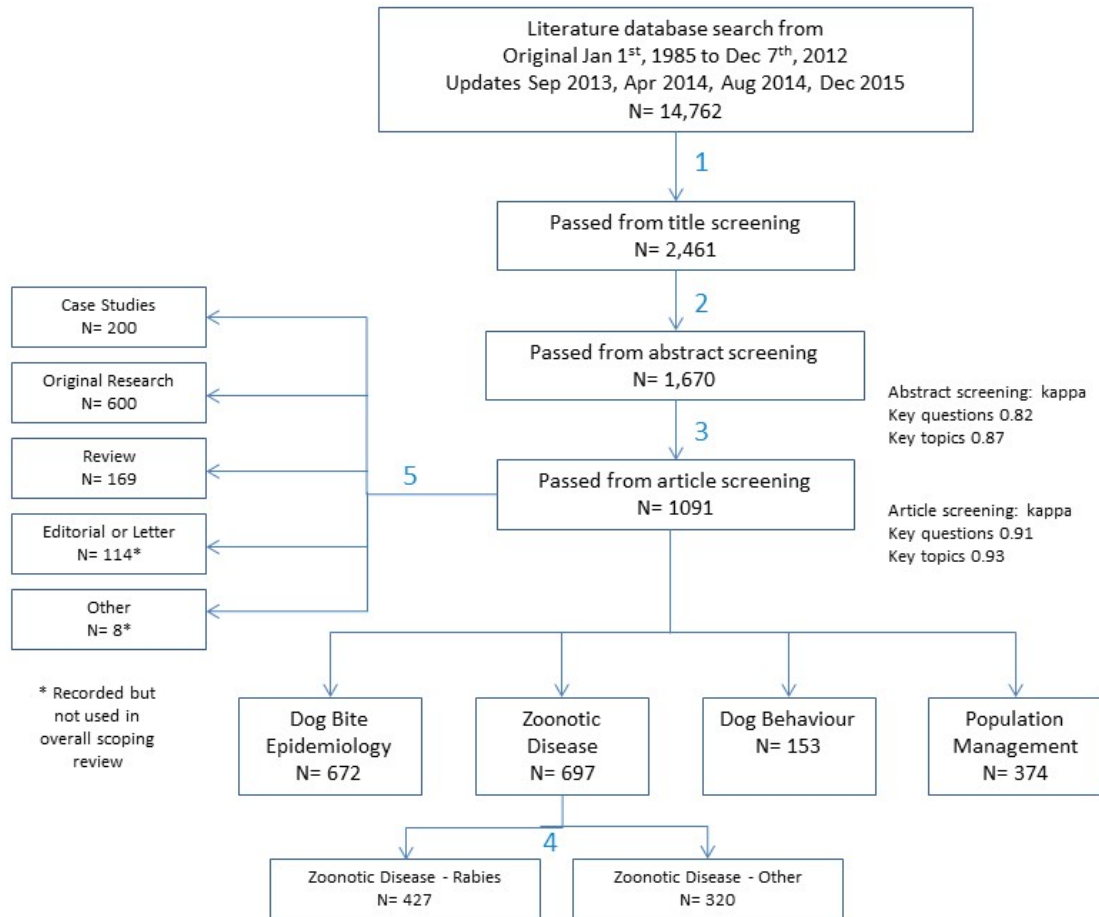 Literature database search from
Original Jan 1st, 1985 to Dec 7th, 2012
Updates Sep 2013, Apr 2014, Aug 2014, Dec 2015
N= 14,762
1
Passed from title screening
N= 2,461
2
Passed from abstract screening
N= 1,670
Abstract screening: kappa
Key questions 0.82
Key topics 0.87
3
Passed from article screening
N= 1091
Article screening: kappa
Key questions 0.91
Key topics 0.93
5
Case Studies
N= 200
Original Research
N= 600
Review
N= 169
Editorial or Letter
N= 114*
Other
N= 8*
* Recorded but
not used in
overall scoping
review
Dog Bite
Epidemiology
N= 672
Zoonotic
Disease
N= 697
Dog Behaviour
N= 153
Population
Management
N= 374
4
Zoonotic Disease - Rabies
N= 427
Zoonotic Disease - Other
N= 320